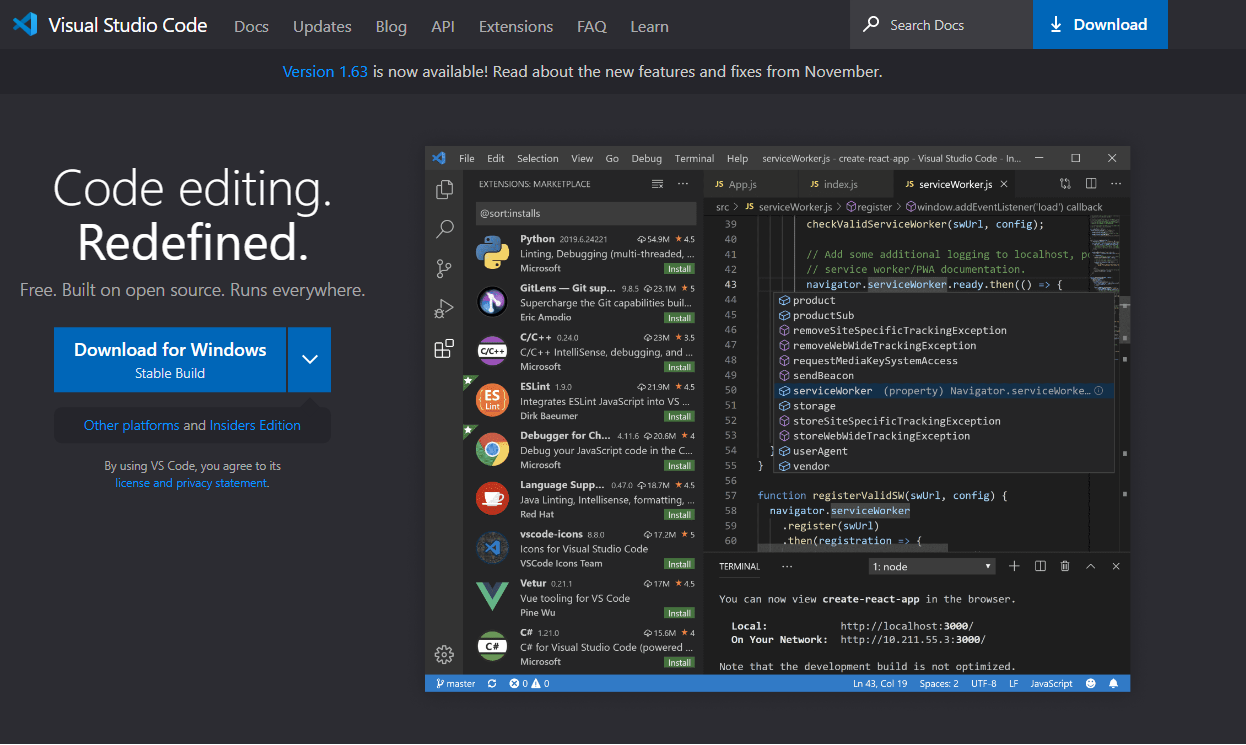 Visual Studio Code Docs Updates Blog API Extensions FAQ Learn Search Docs Download
Version 1.63 is now available! Read about the new features and fixes from November.
Code editing.
Redefined.
Free. Built on open source. Runs everywhere.
Download for Windows
Stable Build
Other platforms and Insiders Edition
By using VS Code, you agree to its
license and privacy statement.
File Edit Selection View Go Debug Terminal Help serviceWorker.js - create-react-app - Visual Studio Code - In...
EXTENSIONS: MARKETPLACE
@sort:installs
Python 2019.6.24221 54.9M ★ 4.5
Linting, Debugging (multi-threaded, ...
Microsoft Install
GitLens — Git sup... 9.8.5 23.1M ★ 5
Supercharge the Git capabilities buil...
Eric Amodio Install
C/C++
C/C++ 0.24.0 23M ★ 3.5
C/C++ IntelliSense, debugging, and ...
Microsoft Install
ES
Lint
ESLint 1.9.0 21.9M ★ 4.5
Integrates ESLint JavaScript into VS ...
Dirk Baeumer Install
Debugger for Ch... 4.11.6 20.6M ★ 4
Debug your JavaScript code in the C...
Microsoft Install
Language Supp... 0.47.0 18.7M ★ 4.5
Java Linting, Intellisense, formatting, ...
Red Hat Install
vscode-icons 8.8.0 17.2M ★ 5
Icons for Visual Studio Code
VSCode Icons Team Install
Vetur 0.21.1 17M ★ 4.5
Vue tooling for VS Code
Pine Wu Install
C#
C# 1.21.0 15.6M ★ 4
C# for Visual Studio Code (powered ...
Microsoft Install
JS App.js JS index.js JS serviceWorker.js
src > JS serviceWorker.js > register > window.addEventListener('load') callback
39 checkValidServiceWorker(swUrl, config);
40
41 // Add some additional logging to localhost, p
42 // service worker/PWA documentation.
43 navigator.serviceWorker.ready.then(() => {
44 product
45 productSub
46 removeSiteSpecificTrackingException
47 removeWebWideTrackingException
48 requestMediaKeySystemAccess
49 sendBeacon
50 serviceWorker (property) Navigator.serviceWorke...
51 storage
52 storeSiteSpecificTrackingException
53 storeWebWideTrackingException
54 } userAgent
55 } vendor
56
57 function registerValidSW(swUrl, config) {
58 navigator.serviceWorker
59 .register(swUrl)
60 .then(registration => {
TERMINAL ... 1: node
You can now view create-react-app in the browser.
Local: http://localhost:3000/
On Your Network: http://10.211.55.3:3000/
Note that the development build is not optimized.
master 0 0 Ln 43, Col 19 Spaces: 2 UTF-8 LF JavaScript